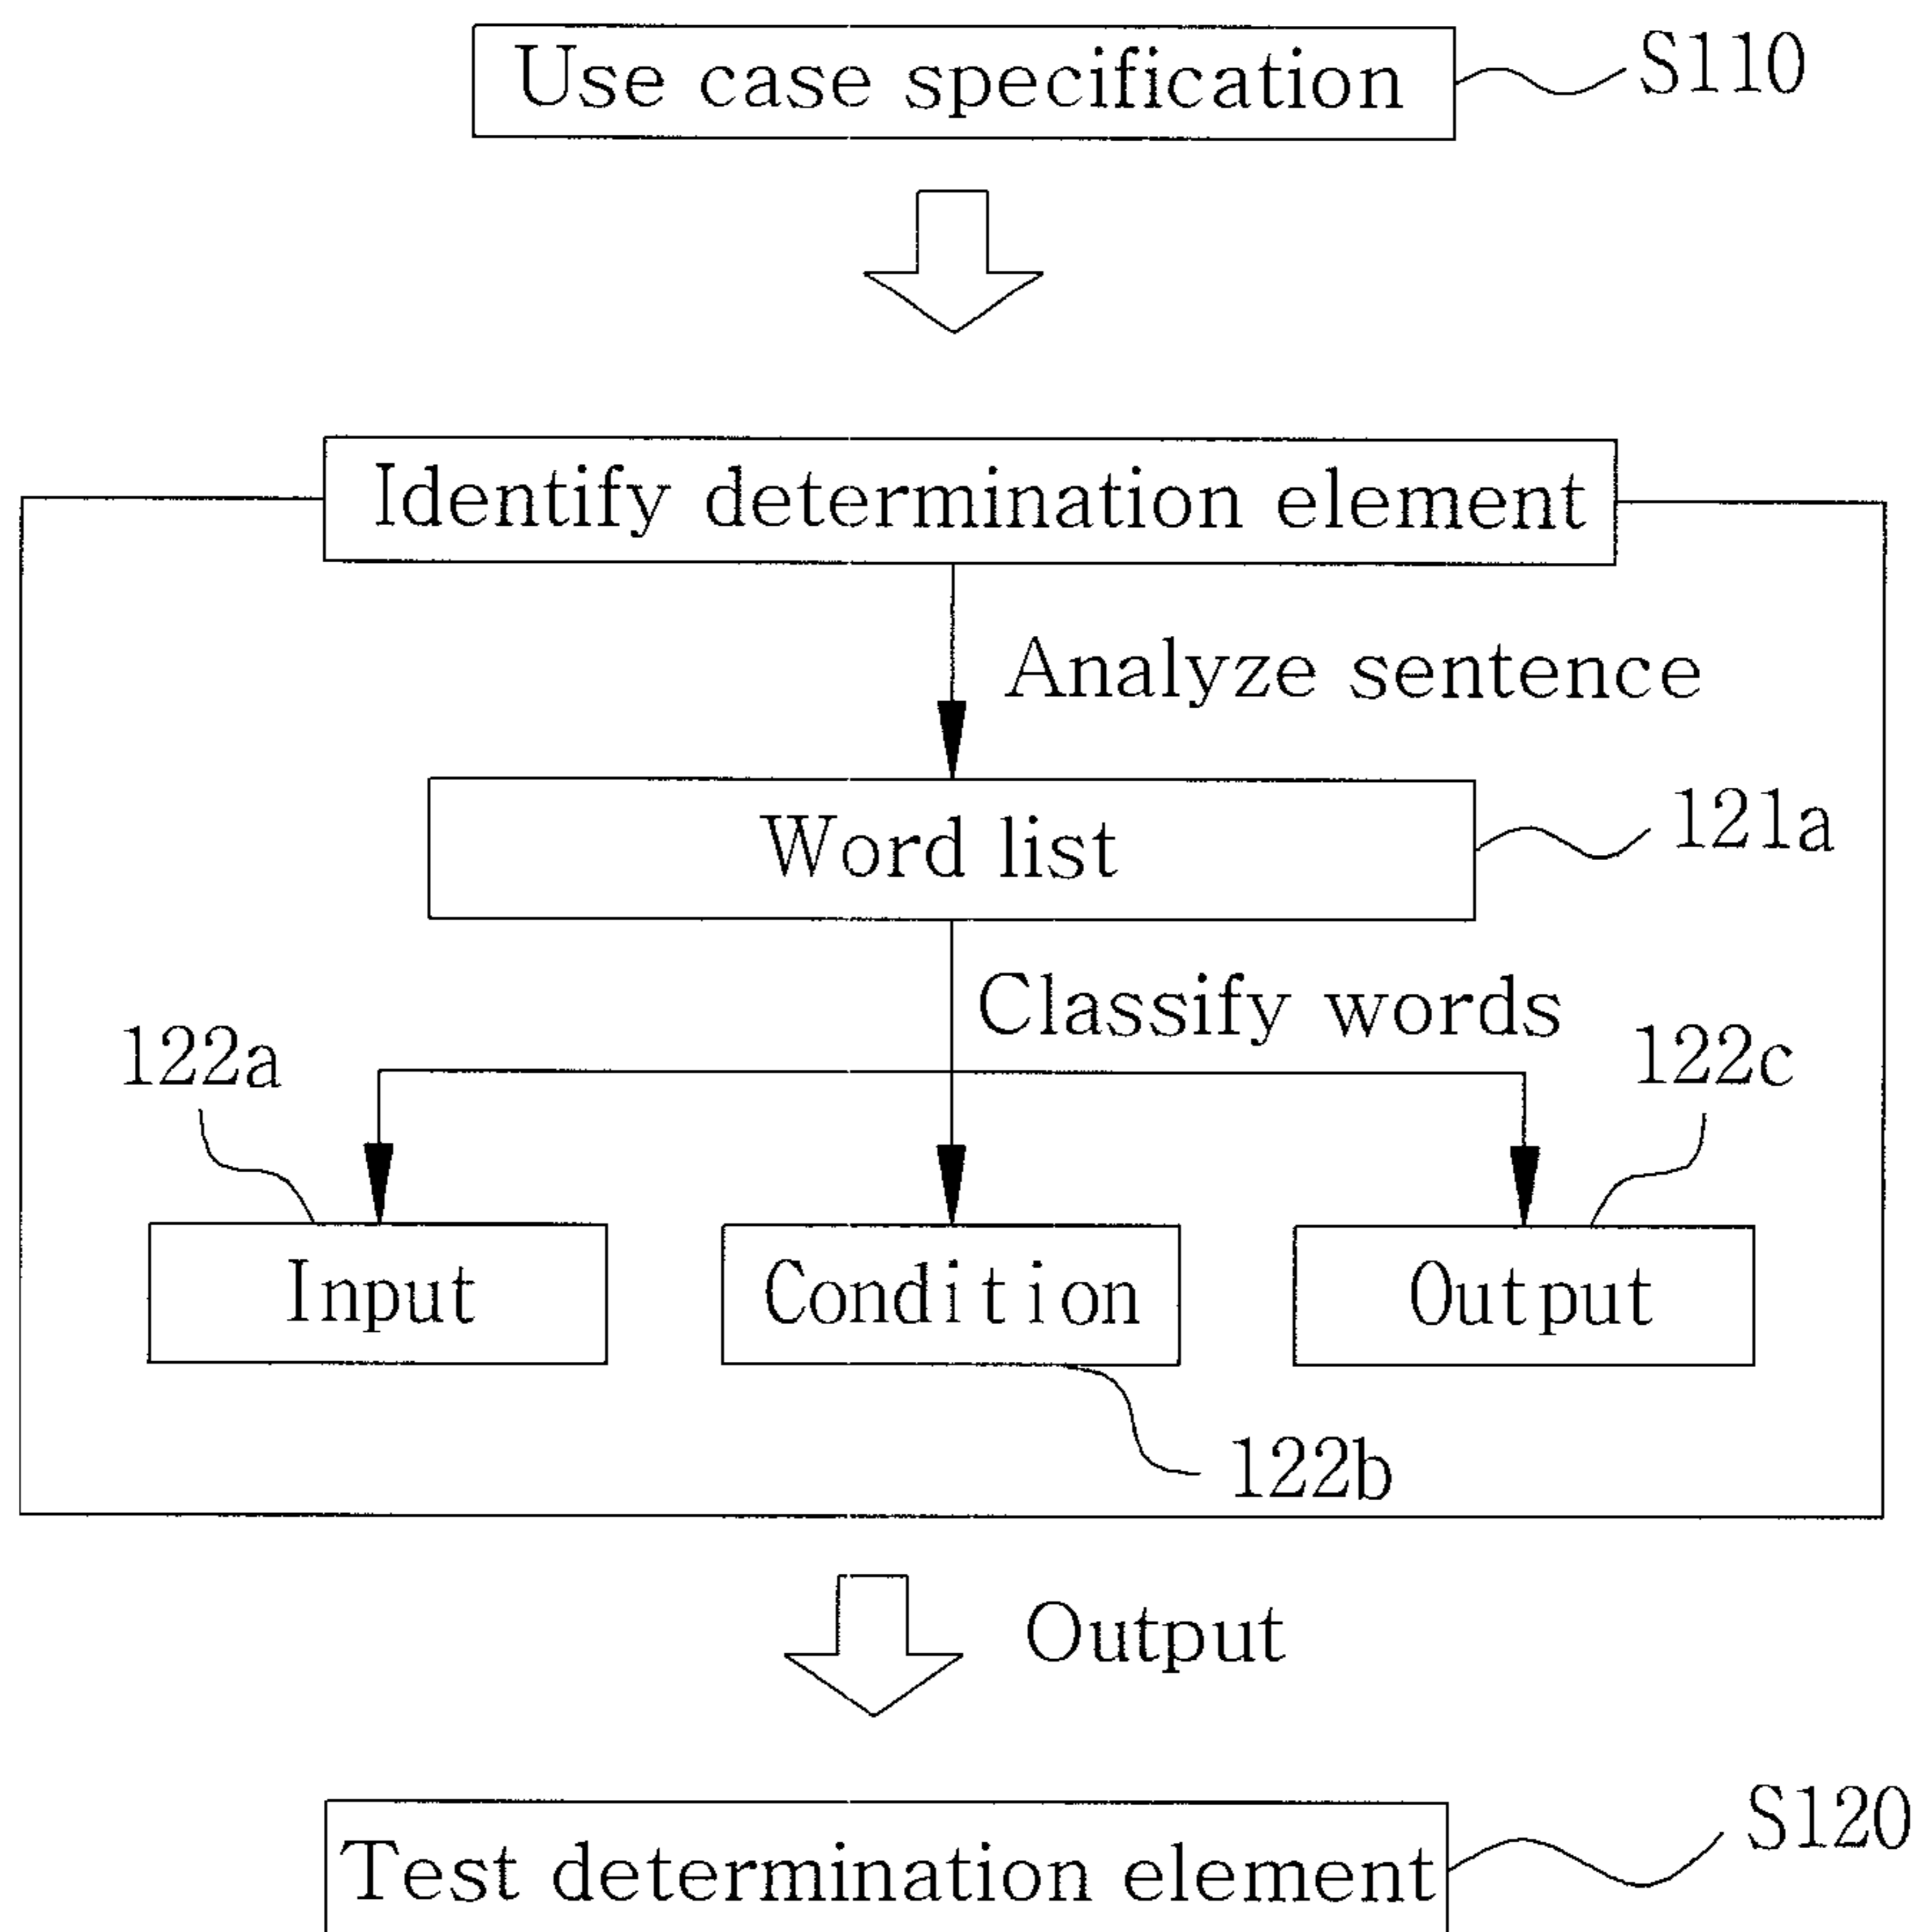 Use case specification
S110
Identify determination element
Analyze sentence
Word list
121a
Classify words
122a
122c
Input
Condition
Output
122b
Output
S120
Test determination element